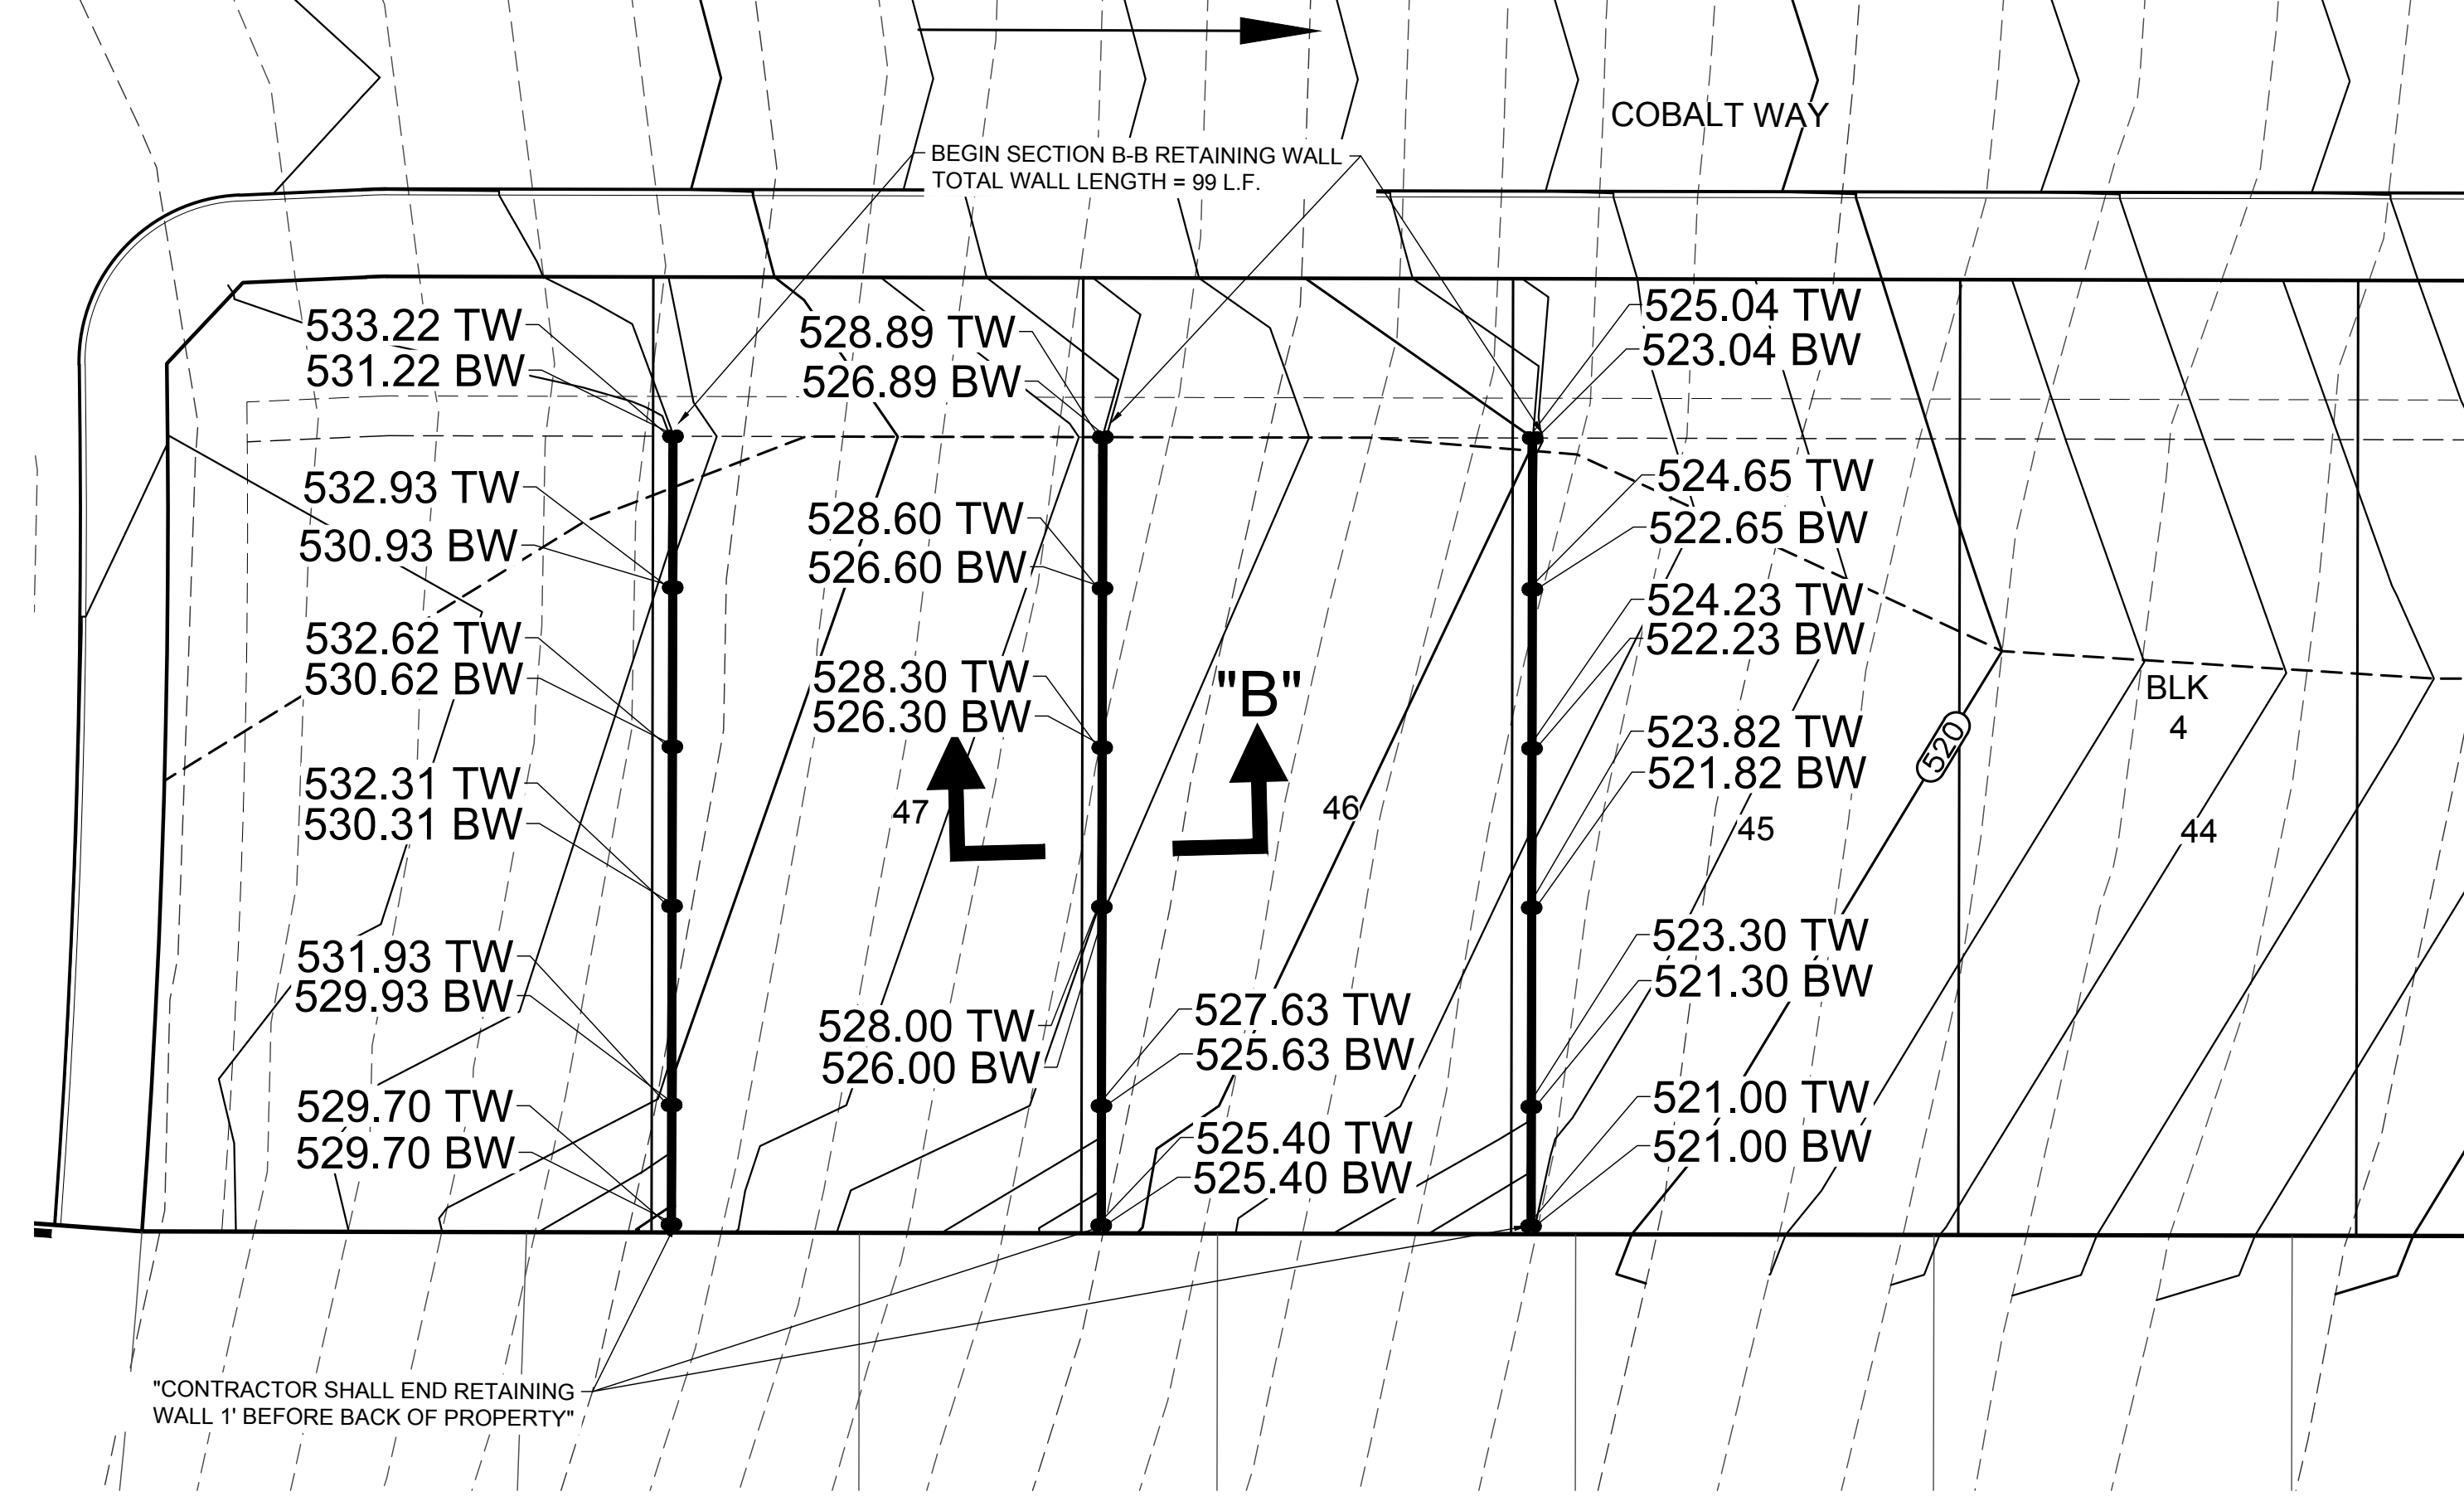 COBALT WAY
BEGIN SECTION B-B RETAINING WALL
TOTAL WALL LENGTH = 99 L.F.
533.22 TW
531.22 BW
532.93 TW
530.93 BW
532.62 TW
530.62 BW
532.31 TW
530.31 BW
531.93 TW
529.93 BW
529.70 TW
529.70 BW
528.89 TW
526.89 BW
528.60 TW
526.60 BW
528.30 TW
526.30 BW
47
528.00 TW
526.00 BW
"B"
46
527.63 TW
525.63 BW
525.40 TW
525.40 BW
525.04 TW
523.04 BW
524.65 TW
522.65 BW
524.23 TW
522.23 BW
523.82 TW
521.82 BW
45
523.30 TW
521.30 BW
521.00 TW
521.00 BW
520
BLK
4
44
"CONTRACTOR SHALL END RETAINING
WALL 1' BEFORE BACK OF PROPERTY"